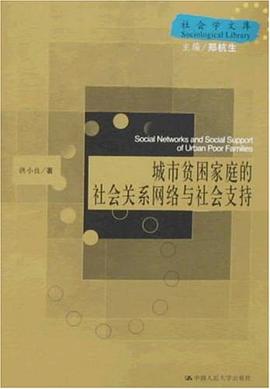 社会学文库
Sociological Library
主编/郑杭生
Social Networks and Social Support
of Urban Poor Families
城市贫困家庭的
社会关系网络与社会支持
洪小良/著
中国人民大学出版社